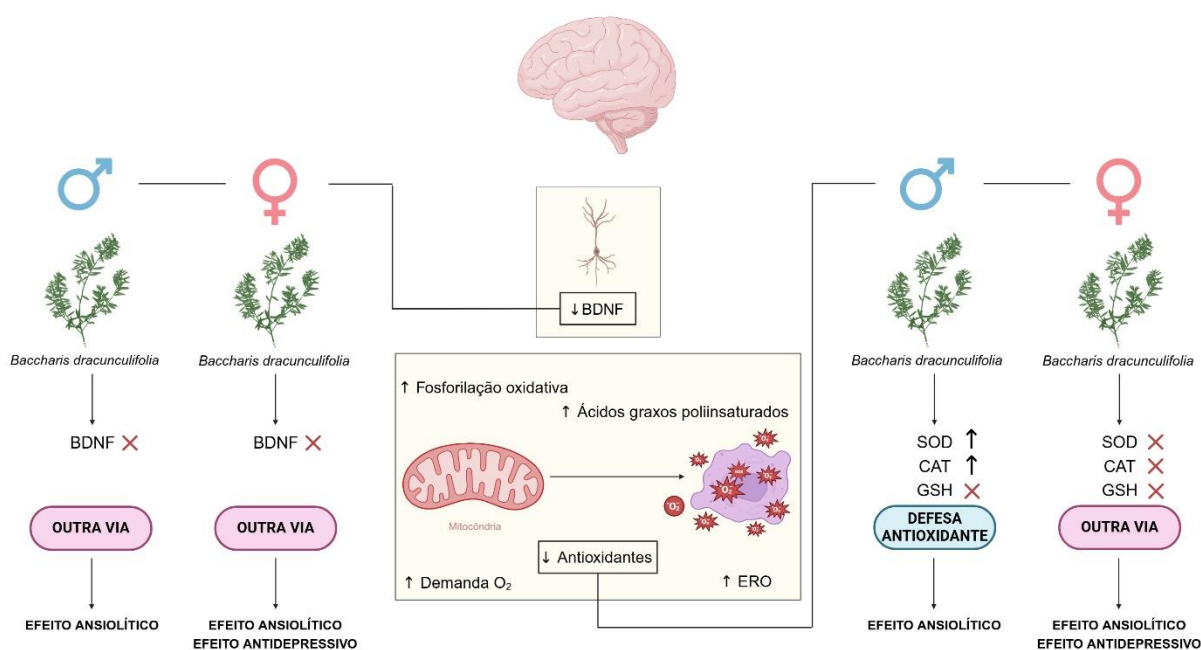 ↓ BDNF
Baccharis dracunculifolia
BDNF
OUTRA VIA
EFEITO ANSIOLÍTICO
Baccharis dracunculifolia
BDNF
OUTRA VIA
EFEITO ANSIOLÍTICO
EFEITO ANTIDEPRESSIVO
↑ Fosforilação oxidativa
↑ Ácidos graxos poliinsaturados
Mitocôndria
O₂⁻
↓ Antioxidantes
↑ Demanda O₂
↑ ERO
Baccharis dracunculifolia
SOD ↑
CAT ↑
GSH
DEFESA
ANTIOXIDANTE
EFEITO ANSIOLÍTICO
Baccharis dracunculifolia
SOD
CAT
GSH
OUTRA VIA
EFEITO ANSIOLÍTICO
EFEITO ANTIDEPRESSIVO